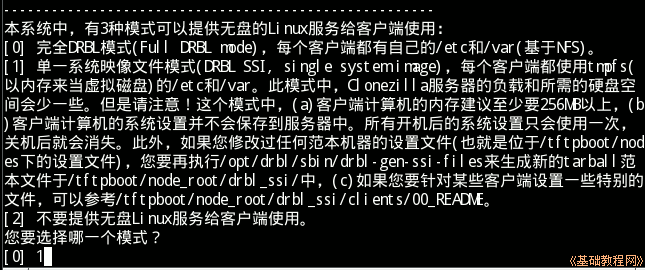 ------------------------------------------------------
本系统中，有3种模式可以提供无盘的Linux服务给客户端使用：
[0] 完全DRBL模式(Full DRBL mode)，每个客户端都有自己的/etc和/var(基于NFS)。
[1] 单一系统映像文件模式(DRBL SSI, single system image)，每个客户端都使用tmpfs(
以内存来当虚拟磁盘)的/etc和/var。此模式中，Clonezilla服务器的负载和所需的硬盘空
间会少一些。但是请注意！这个模式中，(a)客户端计算机的内存建议至少要256MB以上，(b
) 客户端计算机的系统设置并不会保存到服务器中。所有开机后的系统设置只会使用一次，
关机后就会消失。此外，如果您修改过任何范本机器的设置文件(也就是位于/tftpboot/nod
es下的设置文件)，您要再执行/opt/drbl/sbin/drbl-gen-ssi-files来生成新的tarball范
本文件于/tftpboot/node_root/drbl_ssi/中，(c)如果您要针对某些客户端设置一些特别的
文件，可以参考/tftpboot/node_root/drbl_ssi/clients/00_README。
[2] 不要提供无盘Linux服务给客户端使用。
您要选择哪一个模式？
[0] 1
《基础教程网》